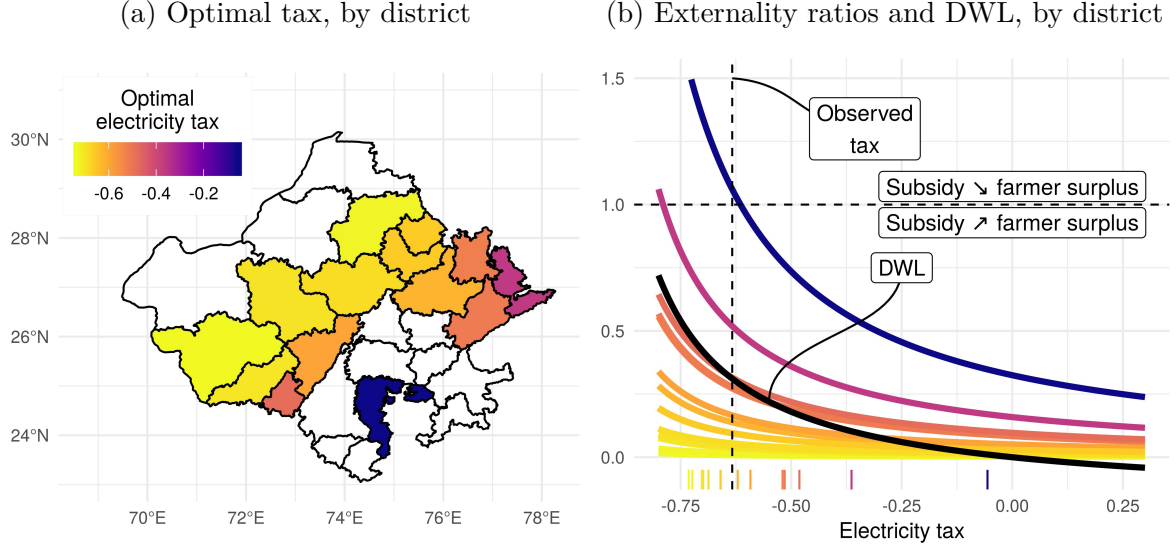 (a) Optimal tax, by district
Optimal
electricity tax
-0.6 -0.4 -0.2
30°N
28°N
26°N
24°N
70°E 72°E 74°E 76°E 78°E
(b) Externality ratios and DWL, by district
1.5
1.0
0.5
0.0
Observed
tax
Subsidy ↘ farmer surplus
Subsidy ↗ farmer surplus
DWL
-0.75 -0.50 -0.25 0.00 0.25
Electricity tax